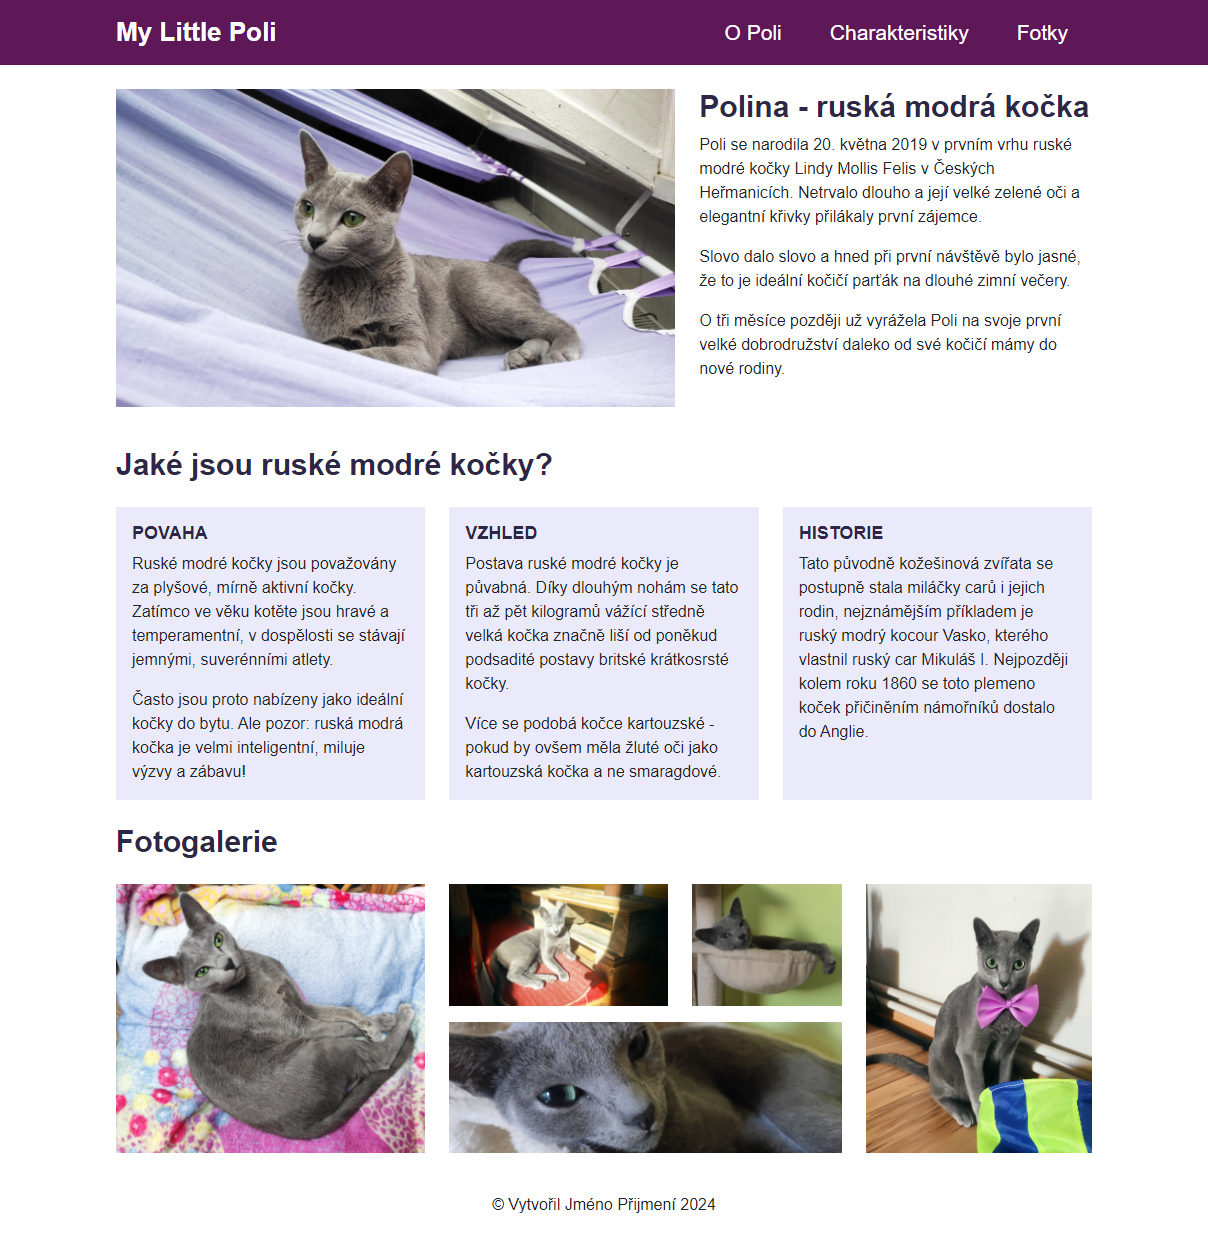 My Little Poli
O Poli
Charakteristiky
Fotky
Polina - ruská modrá kočka
Poli se narodila 20. května 2019 v prvním vrhu ruské
modré kočky Lindy Mollis Felis v Českých
Heřmanicích. Netrvalo dlouho a její velké zelené oči a
elegantní křivky přilákaly první zájemce.
Slovo dalo slovo a hned při první návštěvě bylo jasné,
že to je ideální kočičí parťák na dlouhé zimní večery.
O tři měsíce později už vyrážela Poli na svoje první
velké dobrodružství daleko od své kočičí mámy do
nové rodiny.
Jaké jsou ruské modré kočky?
POVAHA
Ruské modré kočky jsou považovány
za plyšové, mírně aktivní kočky.
Zatímco ve věku kotěte jsou hravé a
temperamentní, v dospělosti se stávají
jemnými, suverénními atlety.
Často jsou proto nabízeny jako ideální
kočky do bytu. Ale pozor: ruská modrá
kočka je velmi inteligentní, miluje
výzvy a zábavu!
VZHLED
Postava ruské modré kočky je
půvabná. Díky dlouhým nohám se tato
tři až pět kilogramů vážící středně
velká kočka značně liší od poněkud
podsadité postavy britské krátkosrsté
kočky.
Více se podobá kočce kartouzské -
pokud by ovšem měla žluté oči jako
kartouzská kočka a ne smaragdové.
HISTORIE
Tato původně kožešinová zvířata se
postupně stala miláčky carů i jejich
rodin, nejznámějším příkladem je
ruský modrý kocour Vasko, kterého
vlastnil ruský car Mikuláš I. Nejpozději
kolem roku 1860 se toto plemeno
koček přičiněním námořníků dostalo
do Anglie.
Fotogalerie
© Vytvořil Jméno Přijmení 2024